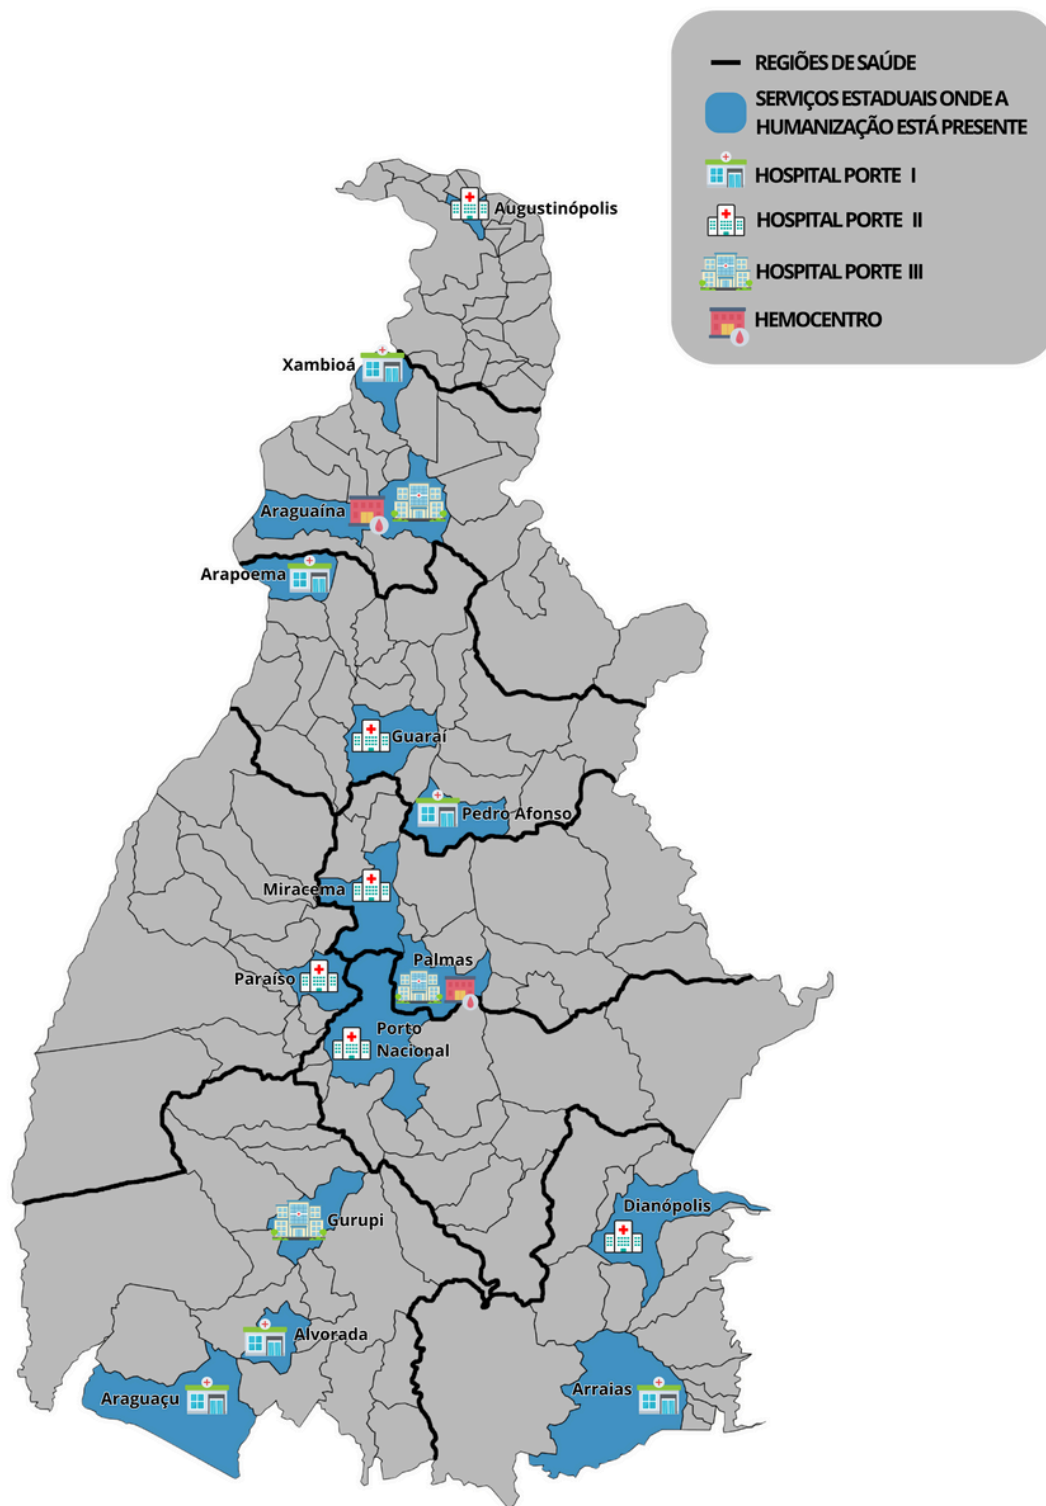 REGIÕES DE SAÚDE
SERVIÇOS ESTADUAIS ONDE A
HUMANIZAÇÃO ESTÁ PRESENTE
HOSPITAL PORTE I
HOSPITAL PORTE II
HOSPITAL PORTE III
HEMOCENTRO
Augustinópolis
Xambioá
Araguaína
Arapoema
Guaraí
Pedro Afonso
Miracema
Palmas
Paraíso
Porto
Nacional
Dianópolis
Gurupi
Alvorada
Araguaçu
Arraias